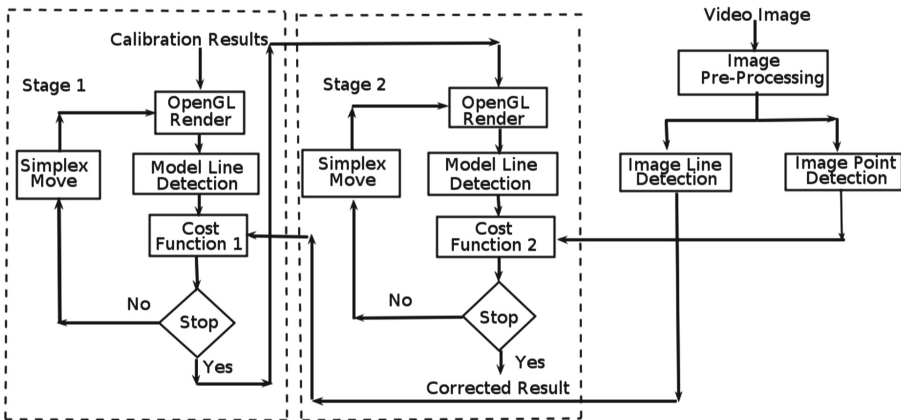 Calibration Results
Stage 1
OpenGL
Render
Simplex
Move
Model Line
Detection
Cost
Function 1
No
Stop
Yes
Stage 2
OpenGL
Render
Simplex
Move
Model Line
Detection
Cost
Function 2
No
Stop
Yes
Corrected Result
Video Image
Image
Pre-Processing
Image Line
Detection
Image Point
Detection